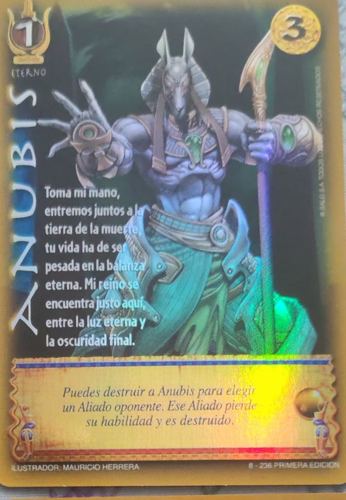 1
3
ETERNO
ANUBIS
Toma mi mano,
entremos juntos a la
tierra de la muerte,
tu vida ha de ser
pesada en la balanza
eterna. Mi reino se
encuentra justo aquí,
entre la luz eterna y
la oscuridad final.
Puedes destruir a Anubis para elegir
un Aliado oponente. Ese Aliado pierde
su habilidad y es destruido.
ILUSTRADOR: MAURICIO HERRERA
6 - 236 PRIMERA EDICION